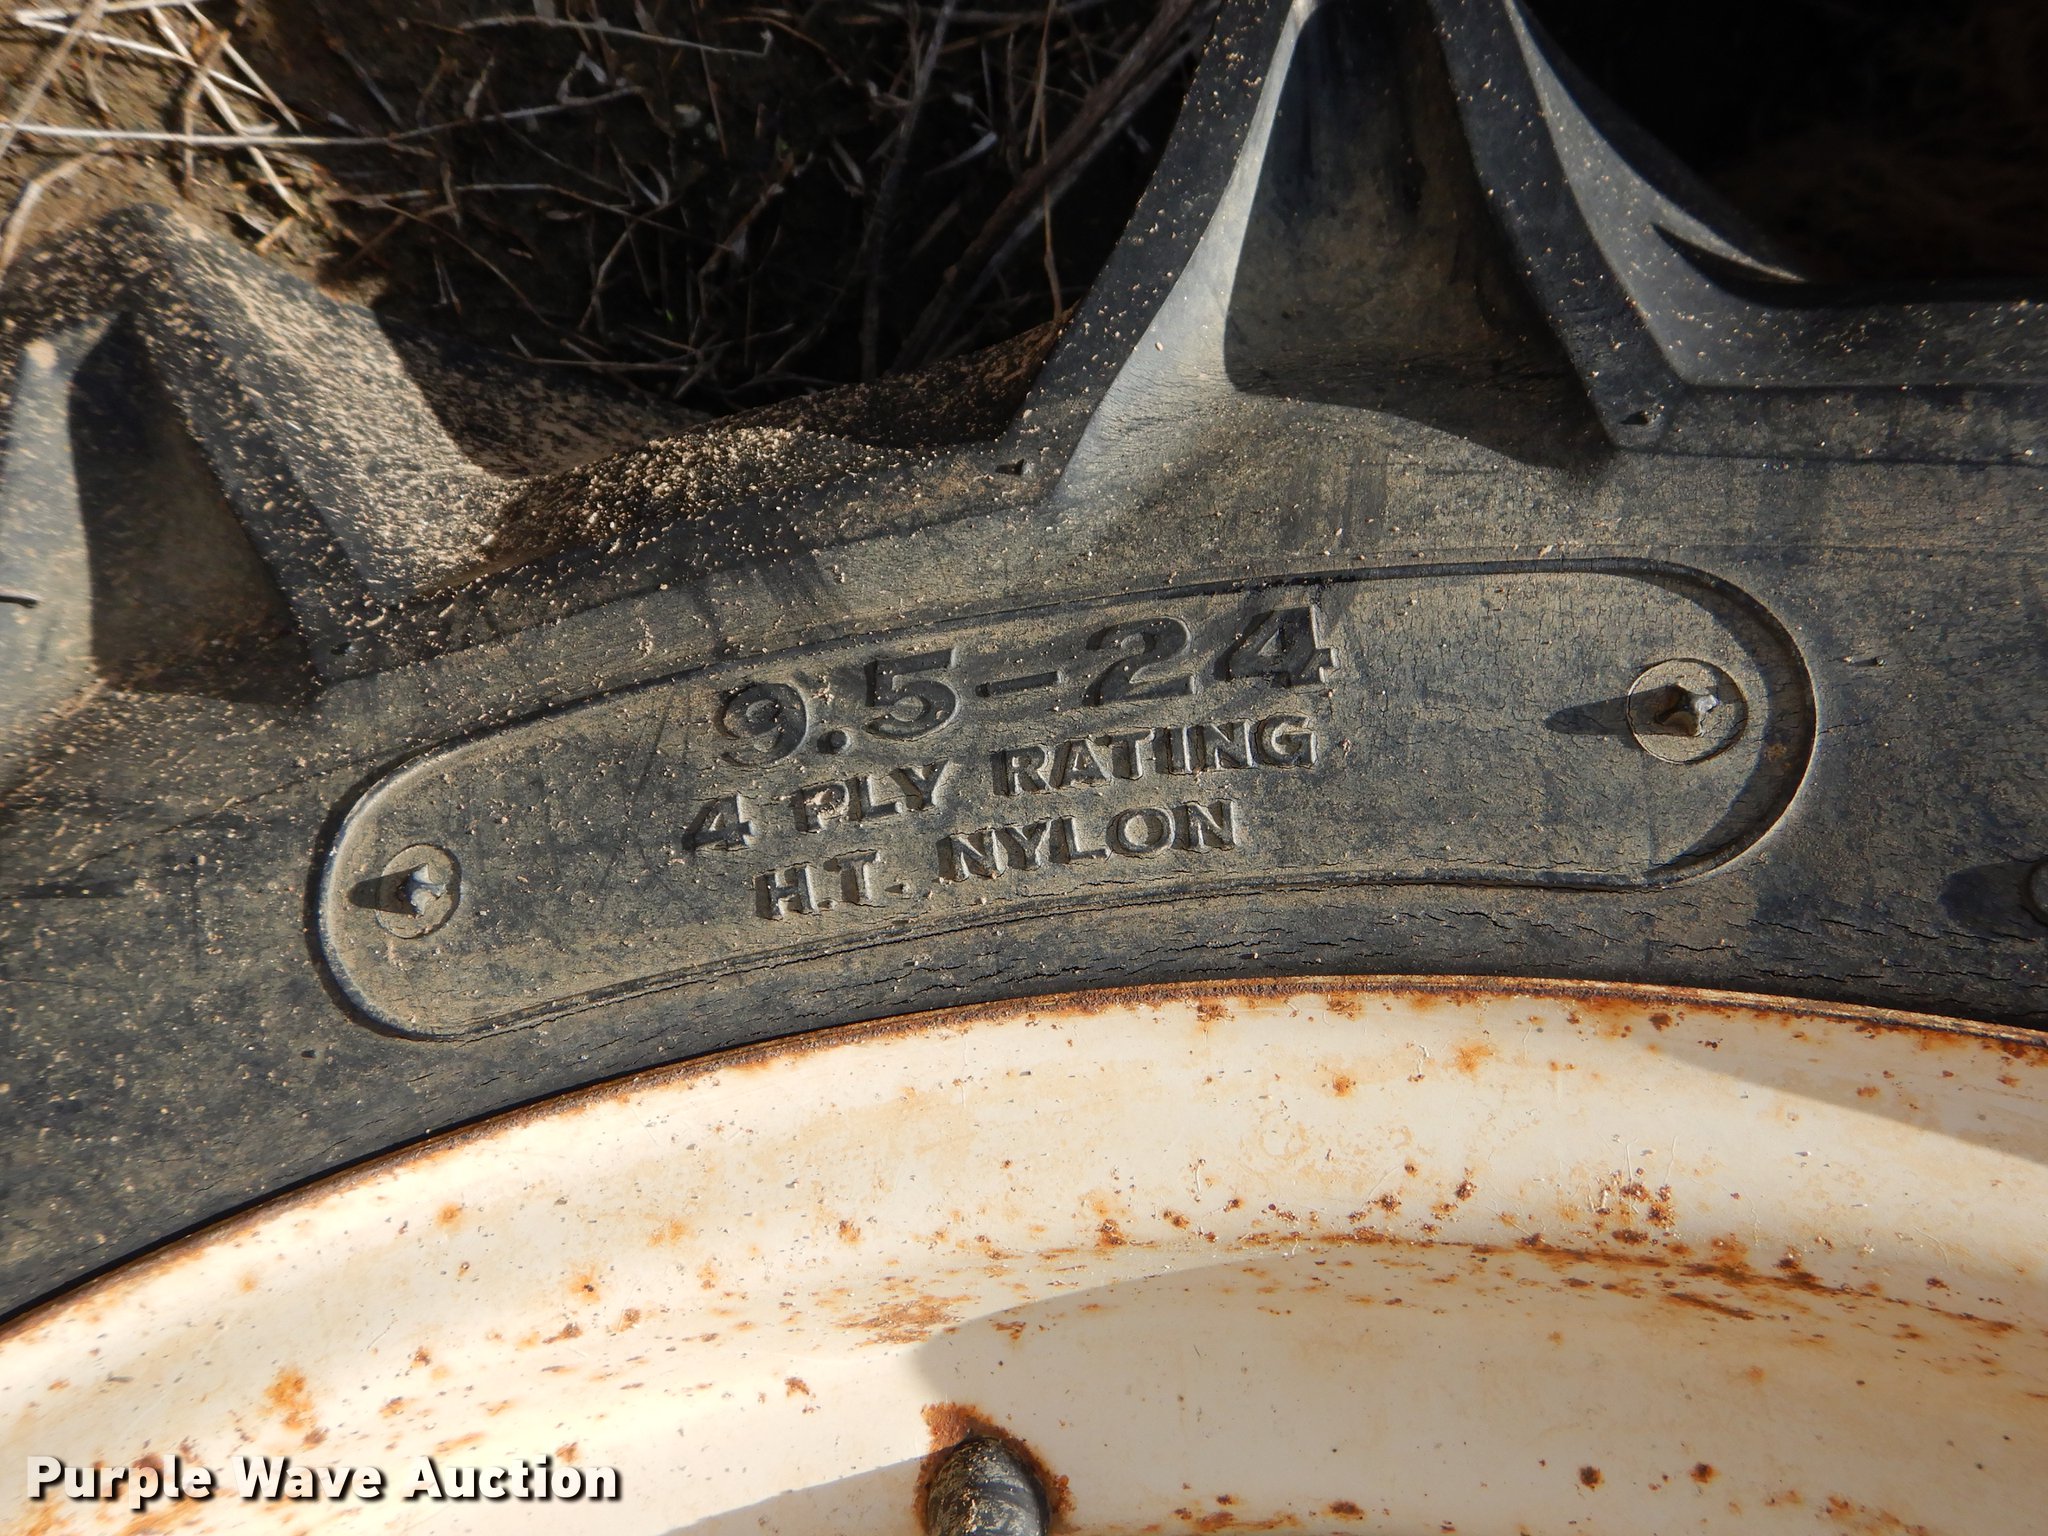 9.5-24
4 PLY RATING
H.T. NYLON
Purple Wave Auction